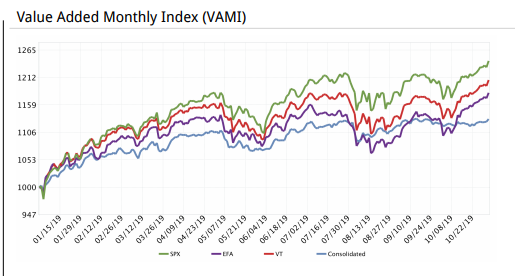 Value Added Monthly Index (VAMI)
1265
1212
1159
1106
1053
1000
947
01/15/19 01/29/19 02/12/19 02/26/19 03/12/19 03/26/19 04/09/19 04/23/19 05/07/19 05/21/19 06/04/19 06/18/19 07/02/19 07/16/19 07/30/19 08/13/19 08/27/19 09/10/19 09/24/19 10/08/19 10/22/19
SPX EFA VT Consolidated